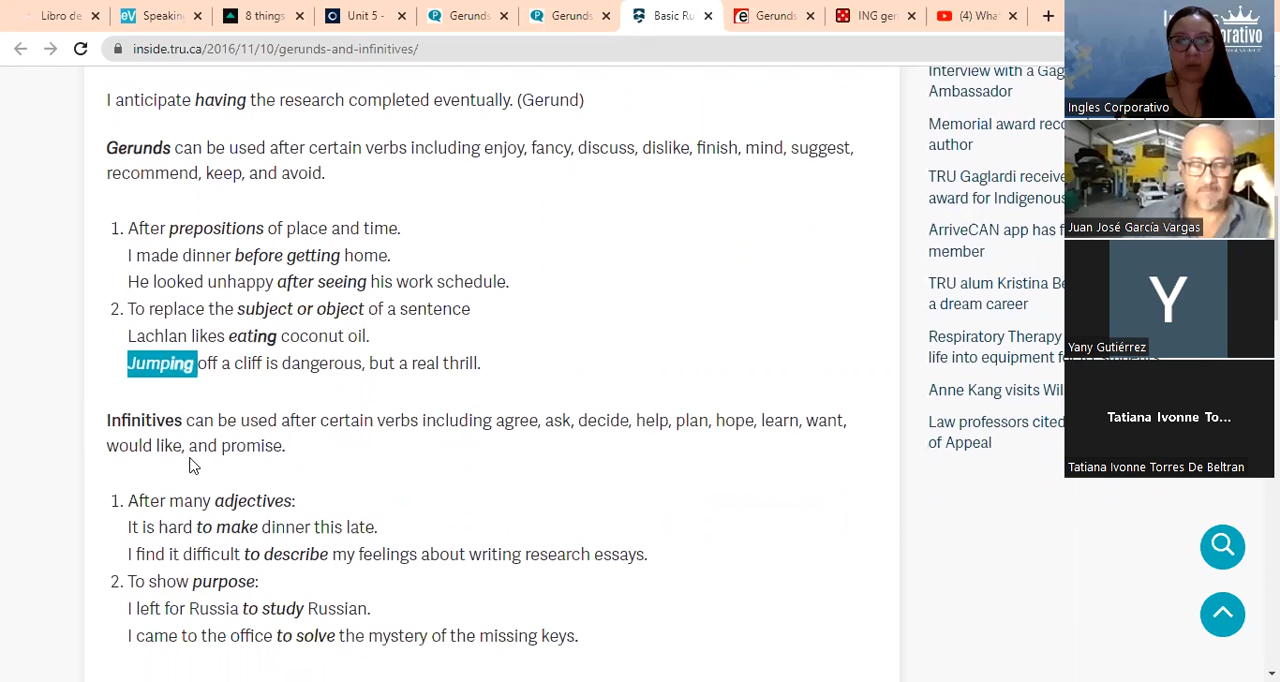 Libro de
Speaking
8 things
Unit 5 -
Gerunds
Gerunds
Basic Ru
Gerunds
ING ger
(4) Wha
inside.tru.ca/2016/11/10/gerunds-and-infinitives/
I anticipate having the research completed eventually. (Gerund)
Gerunds can be used after certain verbs including enjoy, fancy, discuss, dislike, finish, mind, suggest,
recommend, keep, and avoid.
1. After prepositions of place and time.
I made dinner before getting home.
He looked unhappy after seeing his work schedule.
2. To replace the subject or object of a sentence
Lachlan likes eating coconut oil.
Jumping off a cliff is dangerous, but a real thrill.
Infinitives can be used after certain verbs including agree, ask, decide, help, plan, hope, learn, want,
would like, and promise.
1. After many adjectives:
It is hard to make dinner this late.
I find it difficult to describe my feelings about writing research essays.
2. To show purpose:
I left for Russia to study Russian.
I came to the office to solve the mystery of the missing keys.
Interview with a Gag
Ambassador
Memorial award reco
author
TRU Gaglardi receive
award for Indigenous
ArriveCAN app has f
member
TRU alum Kristina Be
a dream career
Respiratory Therapy
life into equipment fo
Anne Kang visits Wil
Law professors cited
of Appeal
Ingles Corporativo
Juan José García Vargas
Y
Yany Gutiérrez
Tatiana Ivonne To...
Tatiana Ivonne Torres De Beltran